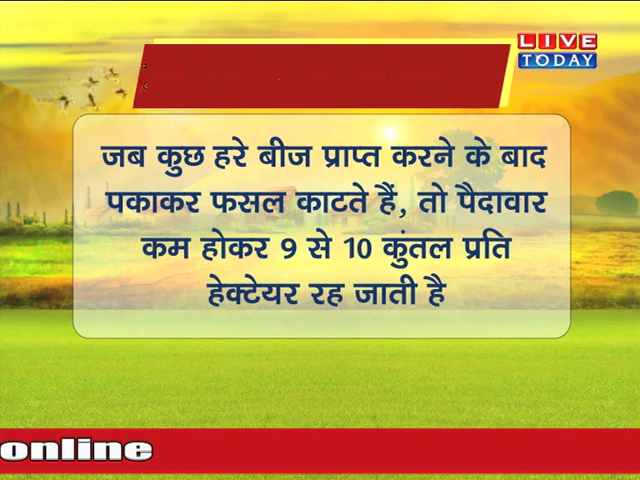 LIVE
TODAY
जब कुछ हरे बीज प्राप्त करने के बाद
पकाकर फसल काटते हैं, तो पैदावार
कम होकर 9 से 10 कुंतल प्रति
हेक्टेयर रह जाती है
online